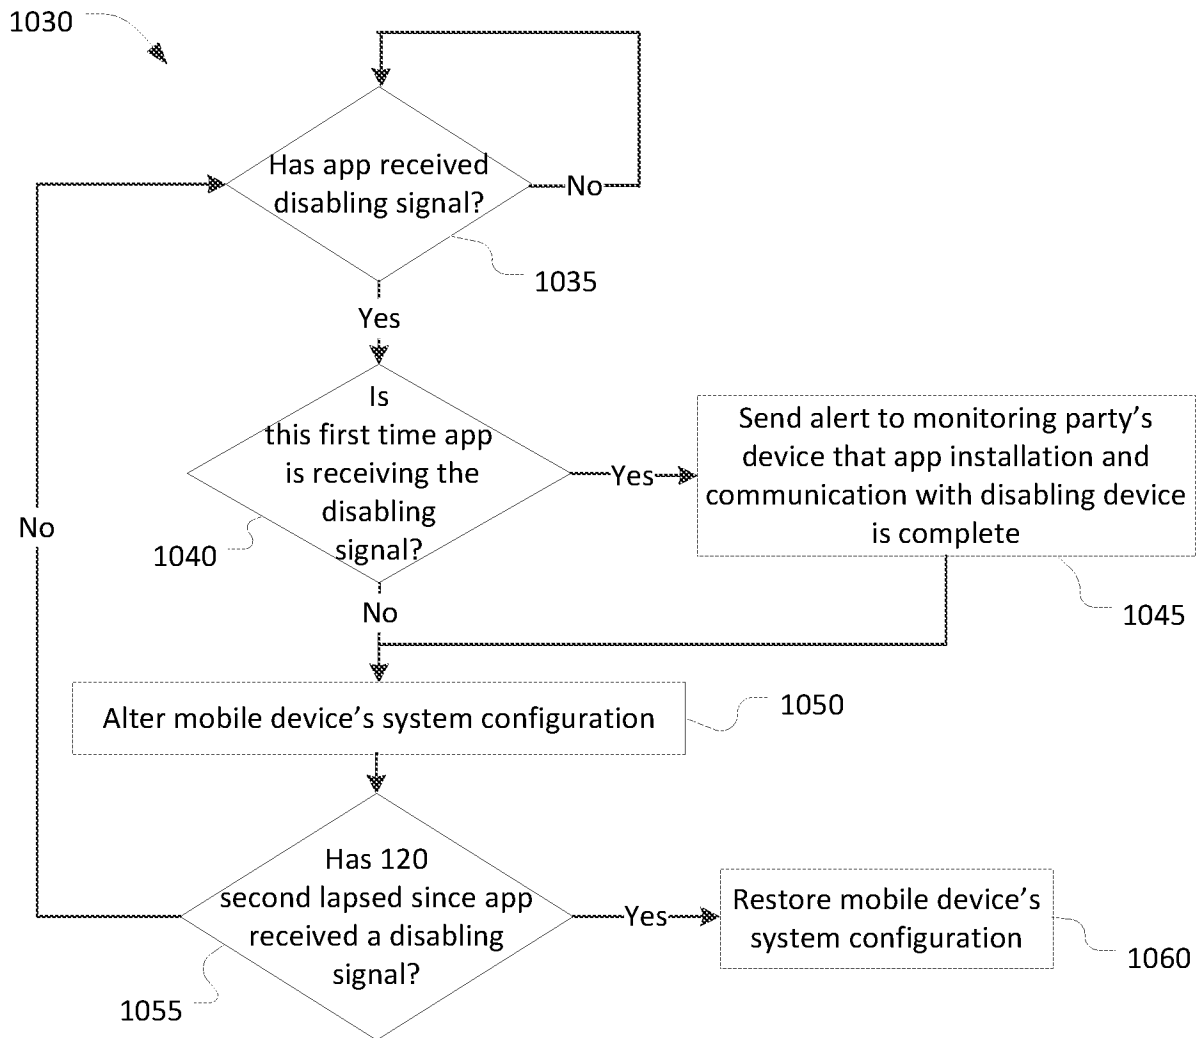 1030
Has app received
disabling signal?
No
1035
Yes
Is
this first time app
is receiving the
disabling
signal?
1040
Yes
Send alert to monitoring party’s
device that app installation and
communication with disabling device
is complete
1045
No
No
Alter mobile device’s system configuration
1050
Has 120
second lapsed since app
received a disabling
signal?
1055
Yes
Restore mobile device’s
system configuration
1060